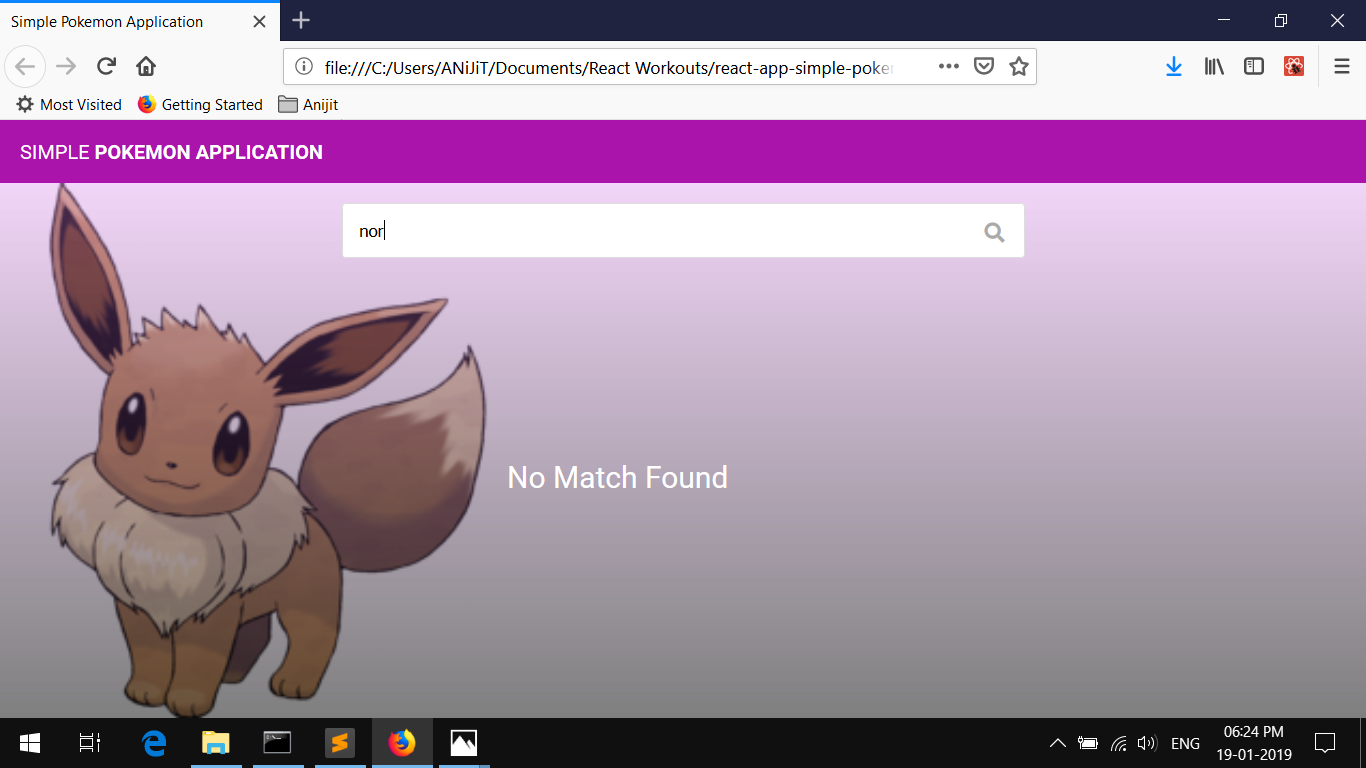 Simple Pokemon Application
file:///C:/Users/ANiJiT/Documents/React Workouts/react-app-simple-poke
Most Visited Getting Started Anijit
SIMPLE POKEMON APPLICATION
nor
No Match Found
ENG
06:24 PM
19-01-2019